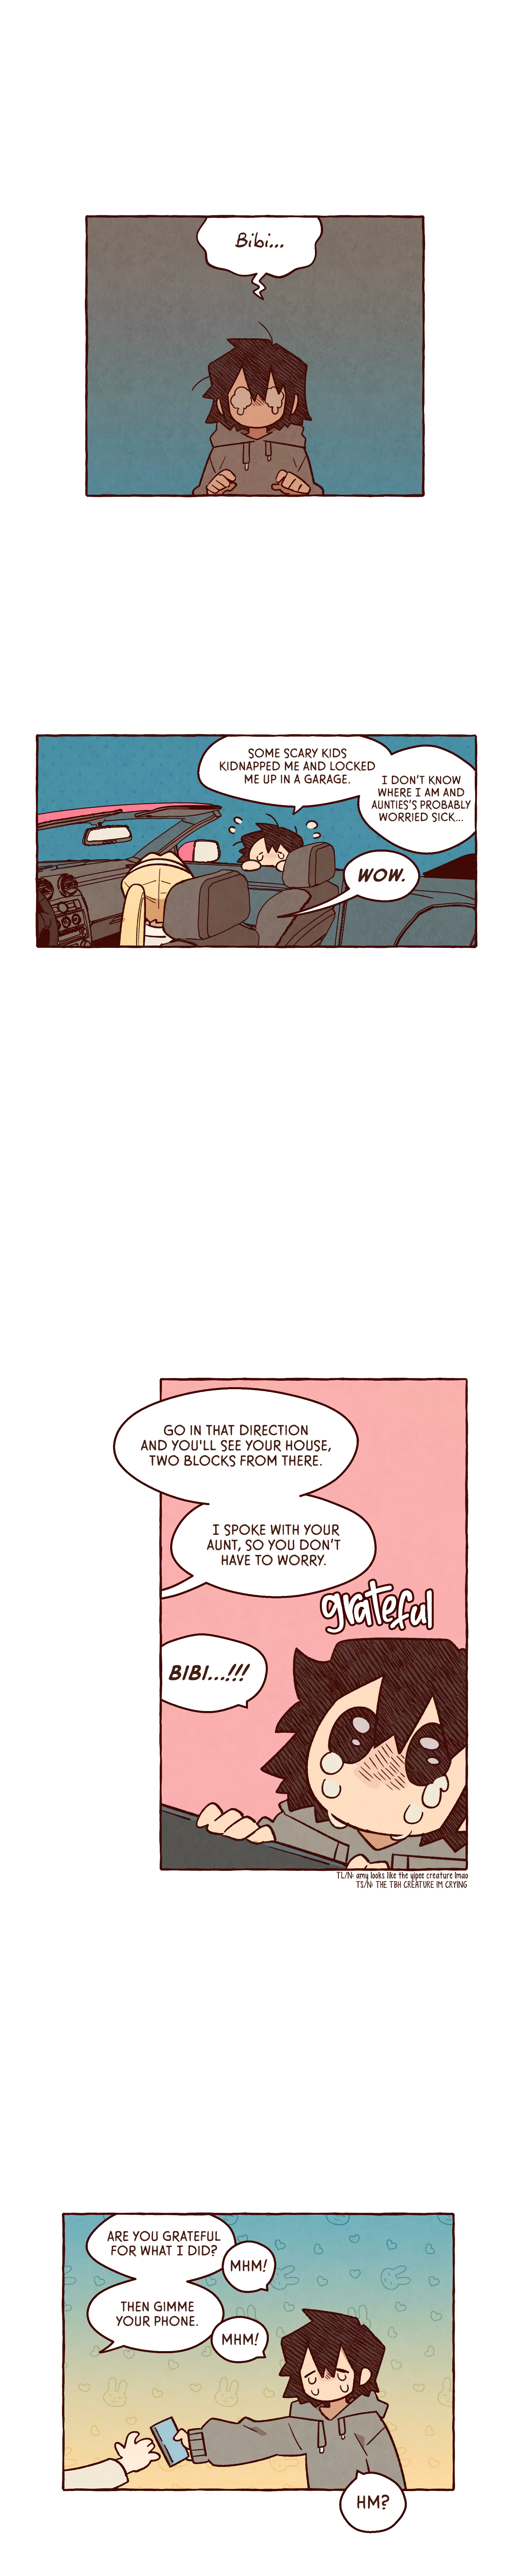 Bibi...
SOME SCARY KIDS
KIDNAPPED ME AND LOCKED
ME UP IN A GARAGE.
I DON'T KNOW
WHERE I AM AND
AUNTIES'S PROBABLY
WORRIED SICK...
WOW.
GO IN THAT DIRECTION
AND YOU'LL SEE YOUR HOUSE,
TWO BLOCKS FROM THERE.
I SPOKE WITH YOUR
AUNT, SO YOU DON'T
HAVE TO WORRY.
grateful
BIBI...!!!
TL/N: amy looks like the yipee creature lmao
TS/N: THE TBH CREATURE IM CRYING
ARE YOU GRATEFUL
FOR WHAT I DID?
MHM!
THEN GIMME
YOUR PHONE.
MHM!
HM?